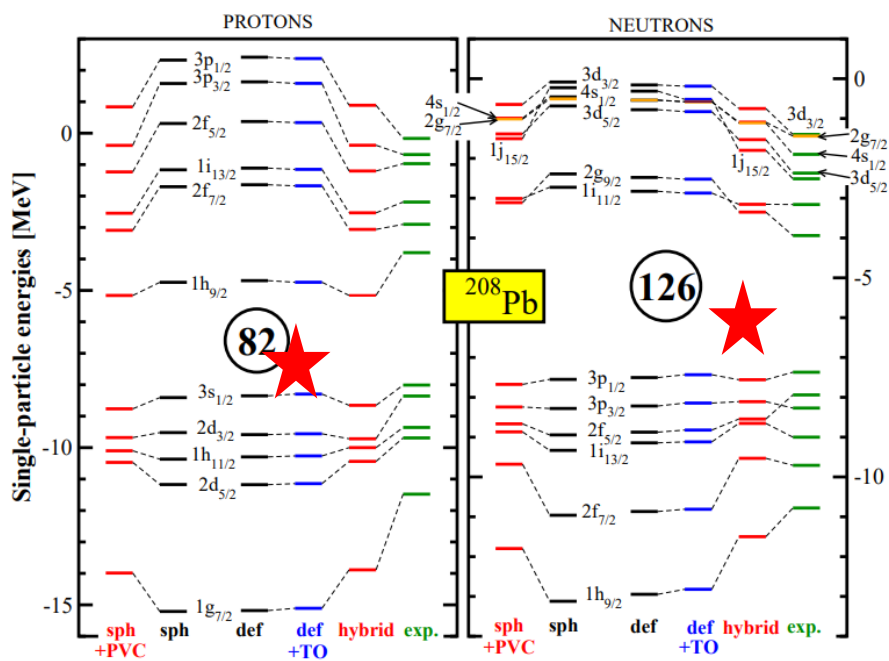 PROTONS
NEUTRONS
Single-particle energies [MeV]
0
-5
-10
-15
3p1/2
3p3/2
2f5/2
1i13/2
2f7/2
1h9/2
82
3s1/2
2d3/2
1h11/2
2d5/2
1g7/2
sph
+PVC
sph
def
def
+TO
hybrid
exp.
208Pb
4s1/2
2g7/2
1j15/2
3d3/2
4s1/2
3d5/2
2g9/2
1i11/2
1j15/2
126
3p1/2
3p3/2
2f5/2
1i13/2
2f7/2
1h9/2
3d3/2
2g7/2
4s1/2
3d5/2
0
-5
-10
sph
+PVC
sph
def
def
+TO
hybrid
exp.